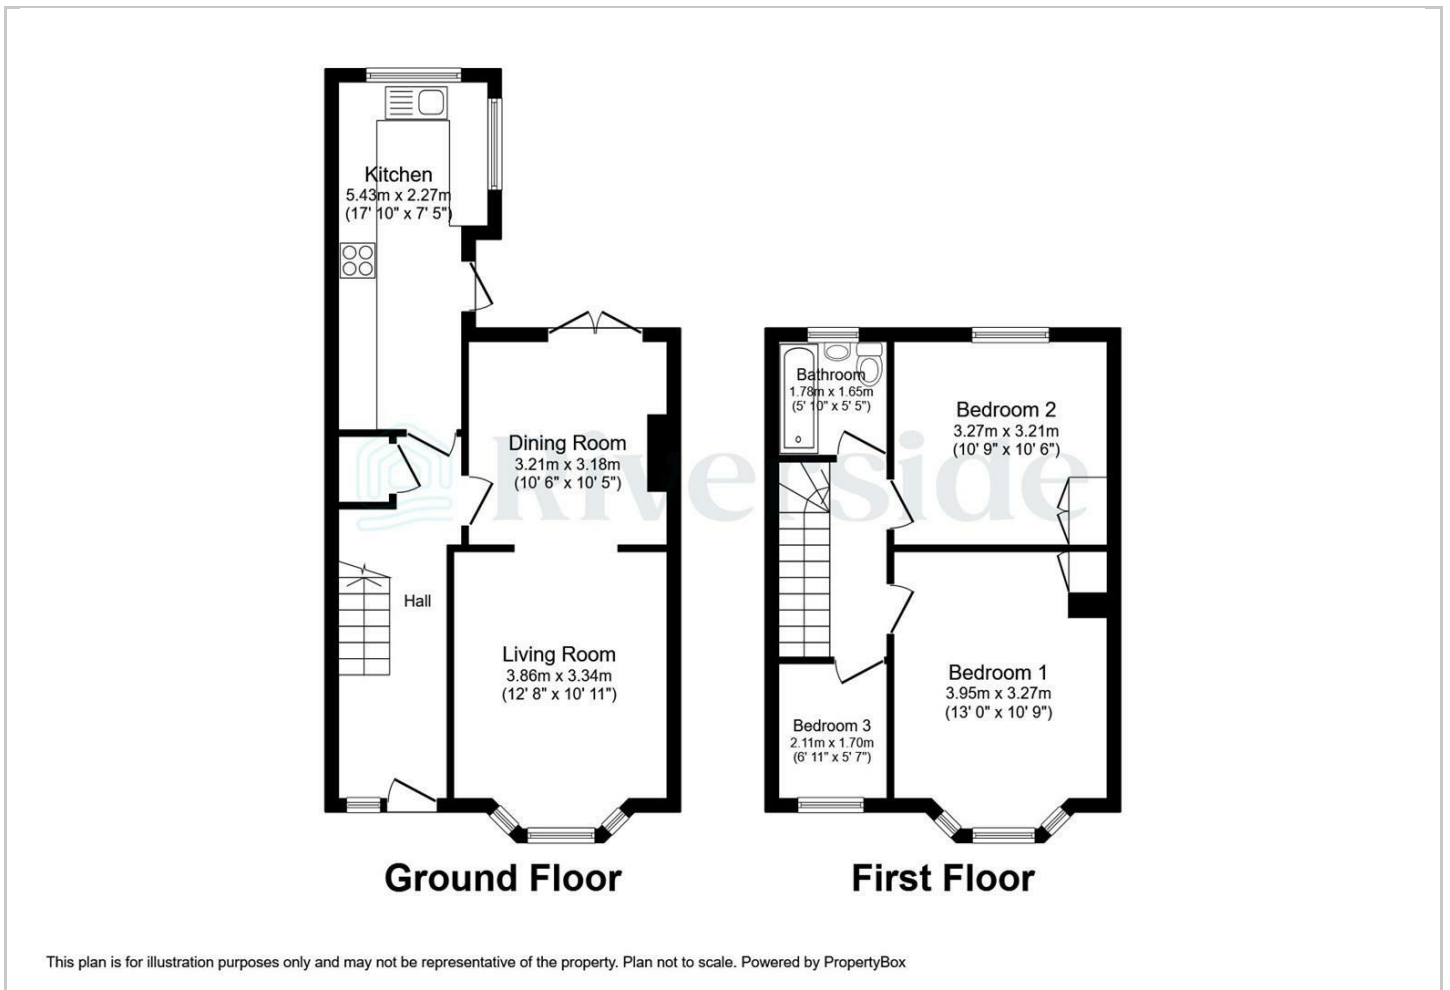 Kitchen
5.43m x 2.27m
(17' 10" x 7' 5")
Dining Room
3.21m x 3.18m
(10' 6" x 10' 5")
Hall
Living Room
3.86m x 3.34m
(12' 8" x 10' 11")
Ground Floor
Bathroom
1.78m x 1.65m
(5' 10" x 5' 5")
Bedroom 2
3.27m x 3.21m
(10' 9" x 10' 6")
Bedroom 1
3.95m x 3.27m
(13' 0" x 10' 9")
Bedroom 3
2.11m x 1.70m
(6' 11" x 5' 7")
First Floor
Riverside
This plan is for illustration purposes only and may not be representative of the property. Plan not to scale. Powered by PropertyBox